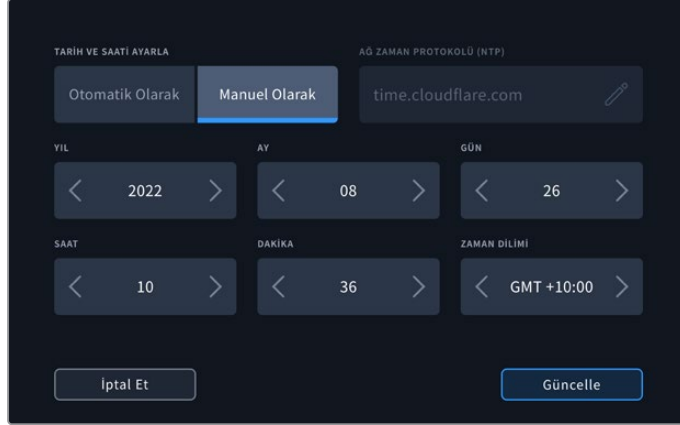 TARİH VE SAATİ AYARLA
AĞ ZAMAN PROTOKOLÜ (NTP)
Otomatik Olarak
Manuel Olarak
time.cloudflare.com
YIL
AY
GÜN
2022
08
26
SAAT
DAKİKA
ZAMAN DİLİMİ
10
36
GMT +10:00
İptal Et
Güncelle